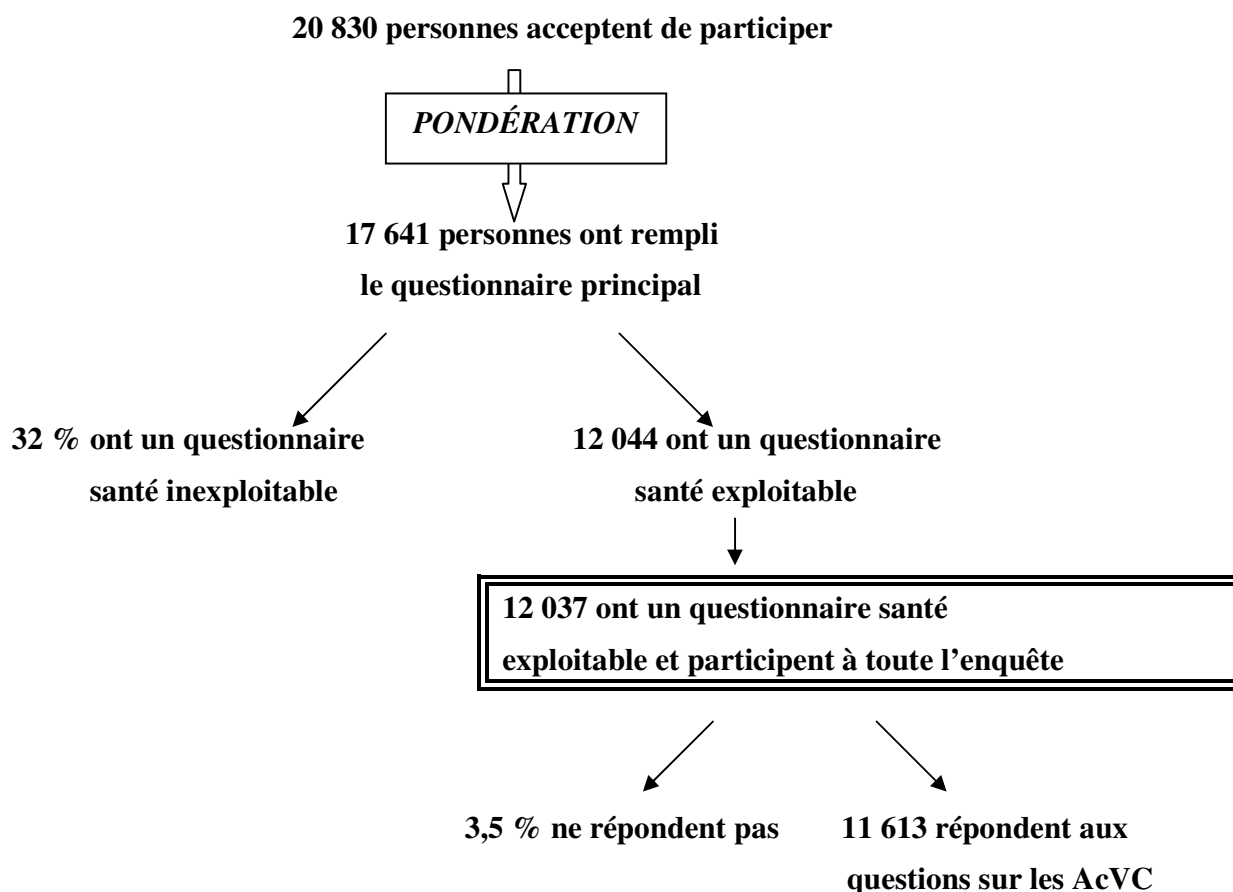 20 830 personnes acceptent de participer
PONDÉRATION
17 641 personnes ont rempli
le questionnaire principal
32 % ont un questionnaire
santé inexploitable
12 044 ont un questionnaire
santé exploitable
12 037 ont un questionnaire santé
exploitable et participent à toute l'enquête
3,5 % ne répondent pas
11 613 répondent aux
questions sur les AcVC